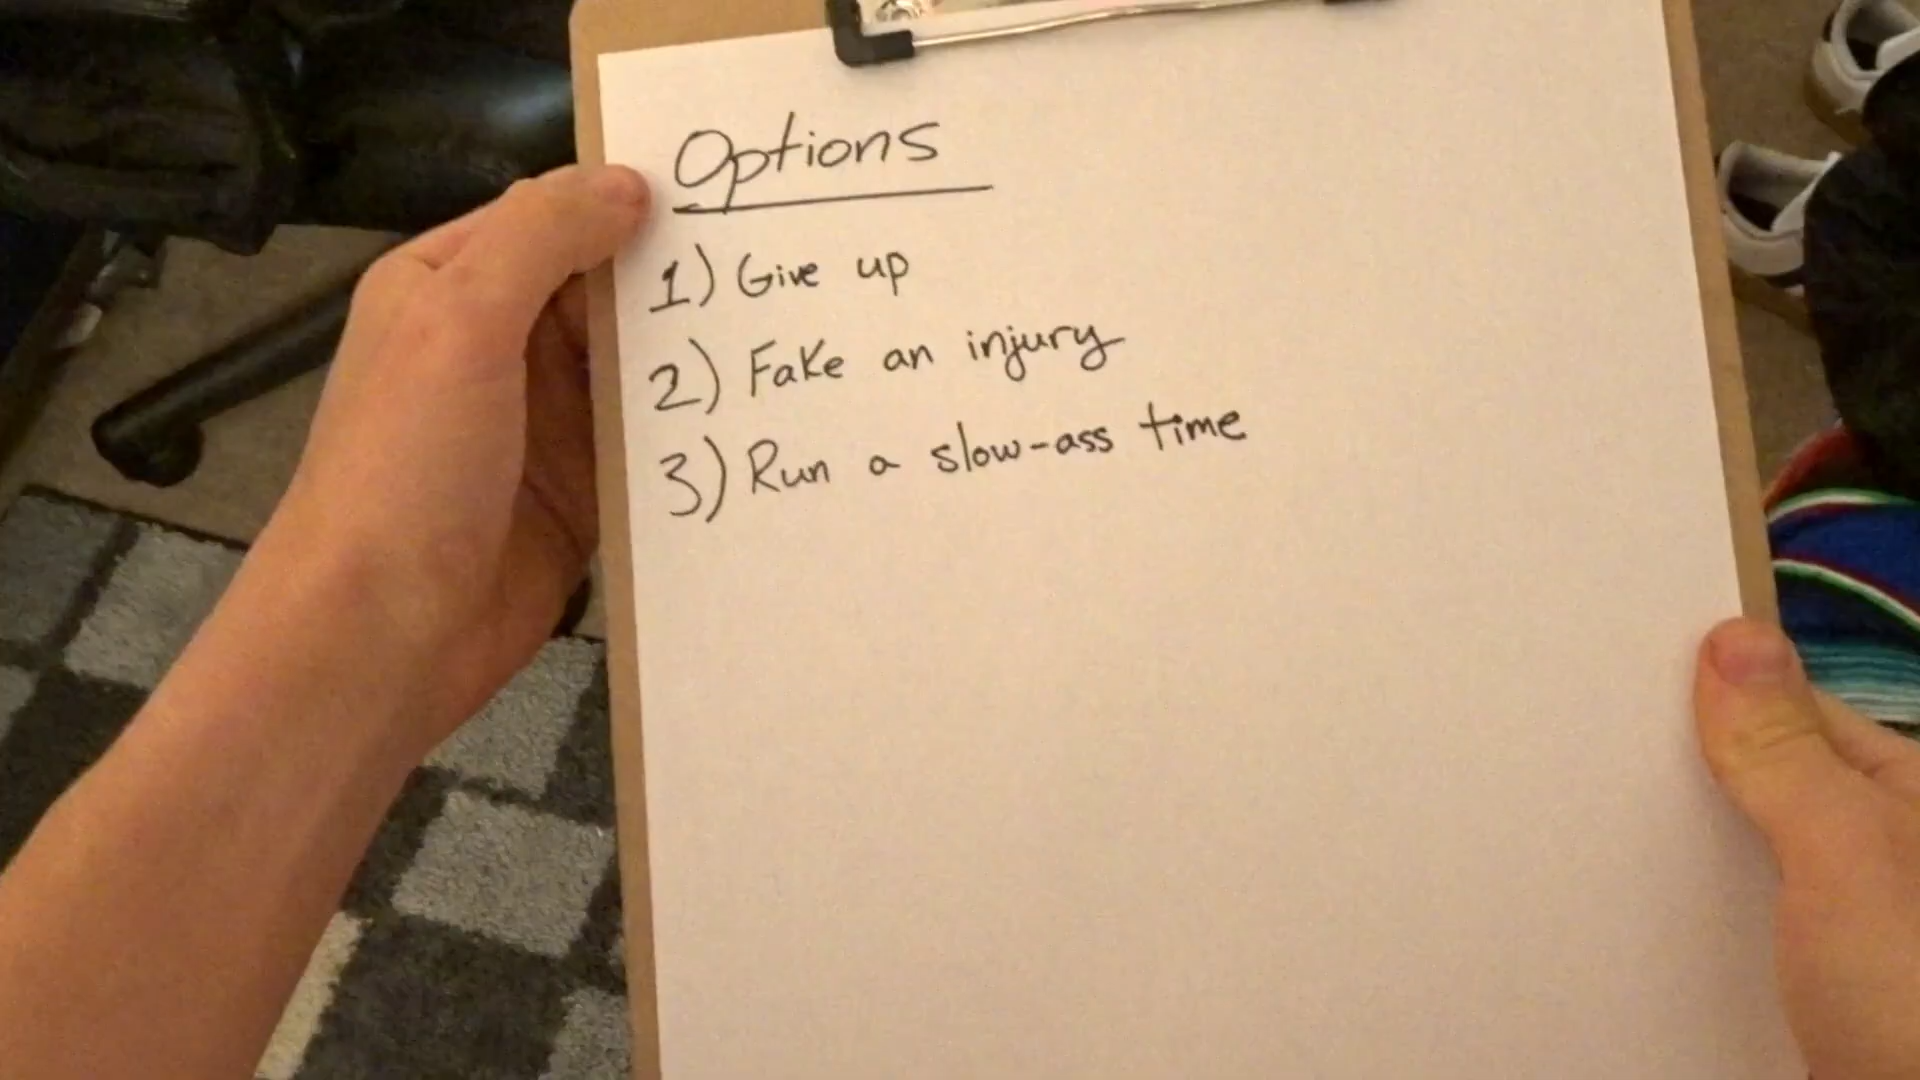 Options
1) Give up
2) Fake an injury
3) Run a slow-ass time